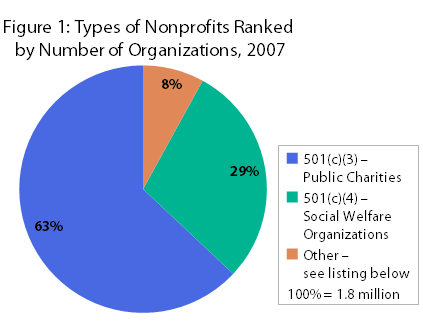 Figure 1: Types of Nonprofits Ranked
by Number of Organizations, 2007
8%
29%
63%
501(c)(3) –
Public Charities
501(c)(4) –
Social Welfare
Organizations
Other –
see listing below
100% = 1.8 million